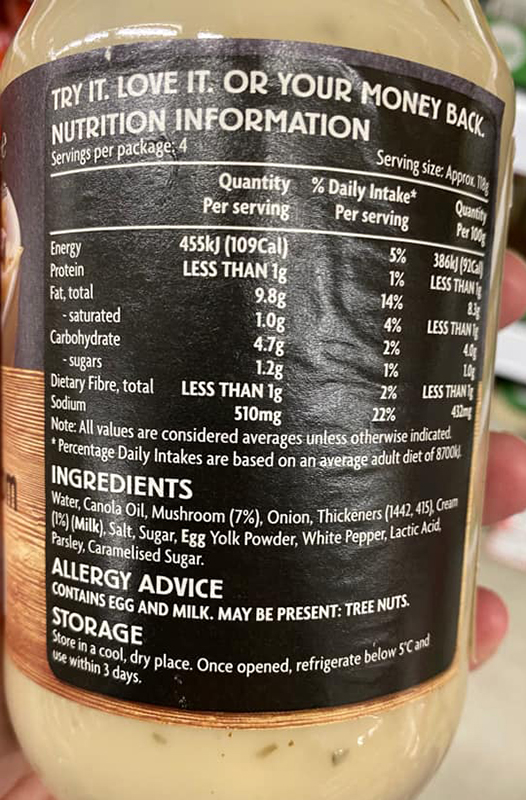 TRY IT. LOVE IT. OR YOUR MONEY BACK.
NUTRITION INFORMATION
Servings per package: 4
Serving size: Approx. 118g
Quantity Per serving % Daily Intake* Per serving Quantity Per 100g
Energy 455kJ (109Cal) 5% 386kJ (92Cal)
Protein LESS THAN 1g 1% LESS THAN 1g
Fat, total 9.8g 14% 8.3g
- saturated 1.0g 4% LESS THAN 1g
Carbohydrate 4.7g 2% 4.0g
- sugars 1.2g 1% 1.0g
Dietary Fibre, total LESS THAN 1g 2% LESS THAN 1g
Sodium 510mg 22% 432mg
Note: All values are considered averages unless otherwise indicated.
* Percentage Daily Intakes are based on an average adult diet of 8700kJ.
INGREDIENTS
Water, Canola Oil, Mushroom (7%), Onion, Thickeners (1442, 415), Cream
(1%) (Milk), Salt, Sugar, Egg Yolk Powder, White Pepper, Lactic Acid,
Parsley, Caramelised Sugar.
ALLERGY ADVICE
CONTAINS EGG AND MILK. MAY BE PRESENT: TREE NUTS.
STORAGE
Store in a cool, dry place. Once opened, refrigerate below 5°C and
use within 3 days.